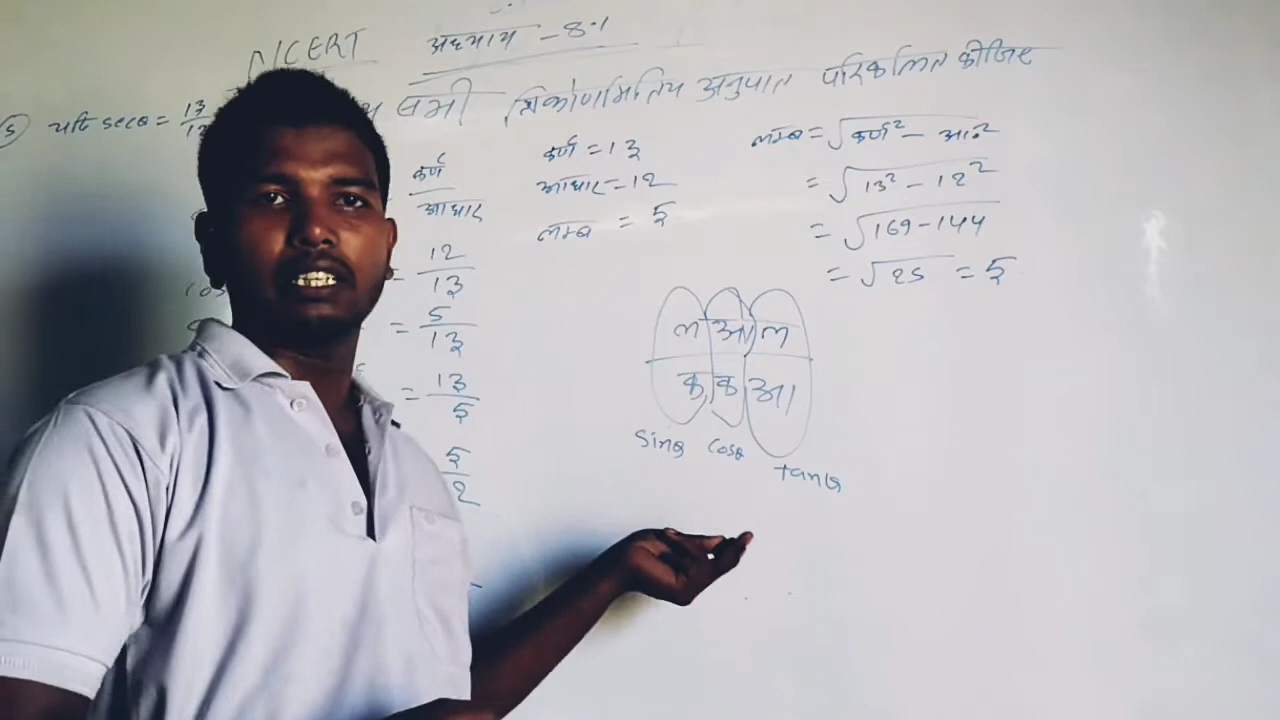 NCERT अध्याय - 8.1
5 यदि secθ = 13/12 सभी त्रिकोणमितिय अनुपात परिकलित कीजिए
कर्ण/आधार
= 12/13
= 5/13
= 13/5
कर्ण = 13
आधार = 12
लम्ब = 5
लम्ब = √कर्ण² - आ०²
= √13² - 12²
= √169-144
= √25 = 5
ल आ ल
क क आ
sinθ cosθ tanθ